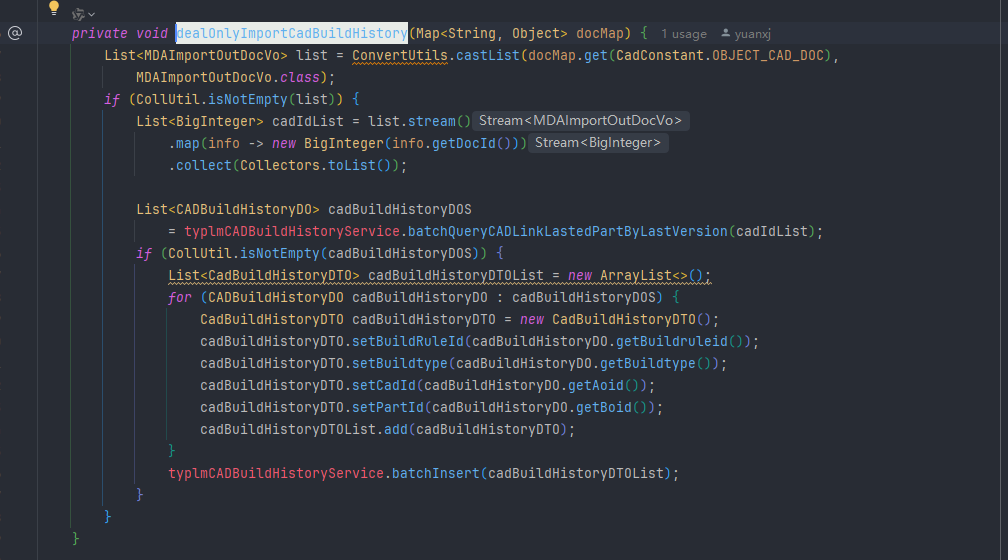 private void dealOnlyImportCadBuildHistory(Map<String, Object> docMap) { 1 usage yuanxj
List<MDAImportOutDocVo> list = ConvertUtils.castList(docMap.get(CadConstant.OBJECT_CAD_DOC),
MDAImportOutDocVo.class);
if (CollUtil.isNotEmpty(list)) {
List<BigInteger> cadIdList = list.stream() Stream<MDAImportOutDocVo>
.map(info -> new BigInteger(info.getDocId())) Stream<BigInteger>
.collect(Collectors.toList());
List<CADBuildHistoryDO> cadBuildHistoryDOS
= typlmCADBuildHistoryService.batchQueryCADLinkLastedPartByLastVersion(cadIdList);
if (CollUtil.isNotEmpty(cadBuildHistoryDOS)) {
List<CadBuildHistoryDTO> cadBuildHistoryDTOList = new ArrayList<>();
for (CADBuildHistoryDO cadBuildHistoryDO : cadBuildHistoryDOS) {
CadBuildHistoryDTO cadBuildHistoryDTO = new CadBuildHistoryDTO();
cadBuildHistoryDTO.setBuildRuleId(cadBuildHistoryDO.getBuildruleid());
cadBuildHistoryDTO.setBuildtype(cadBuildHistoryDO.getBuildtype());
cadBuildHistoryDTO.setCadId(cadBuildHistoryDO.getAoid());
cadBuildHistoryDTO.setPartId(cadBuildHistoryDO.getBoid());
cadBuildHistoryDTOList.add(cadBuildHistoryDTO);
}
typlmCADBuildHistoryService.batchInsert(cadBuildHistoryDTOList);
}
}
}